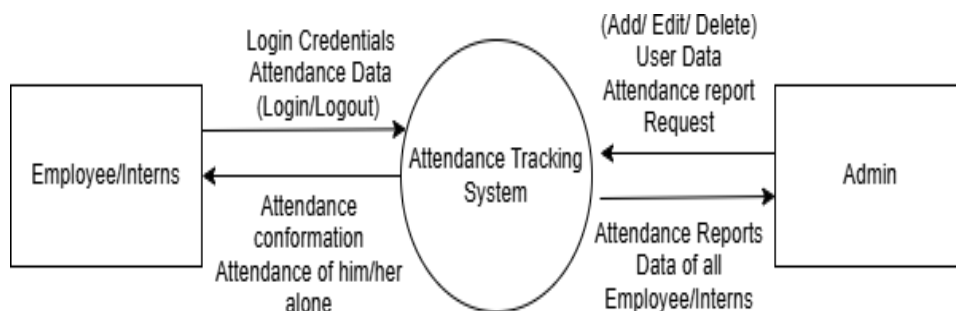 Login Credentials
Attendance Data
(Login/Logout)
(Add/ Edit/ Delete)
User Data
Attendance report
Request
Employee/Interns
Attendance Tracking
System
Admin
Attendance
conformation
Attendance of him/her
alone
Attendance Reports
Data of all
Employee/Interns